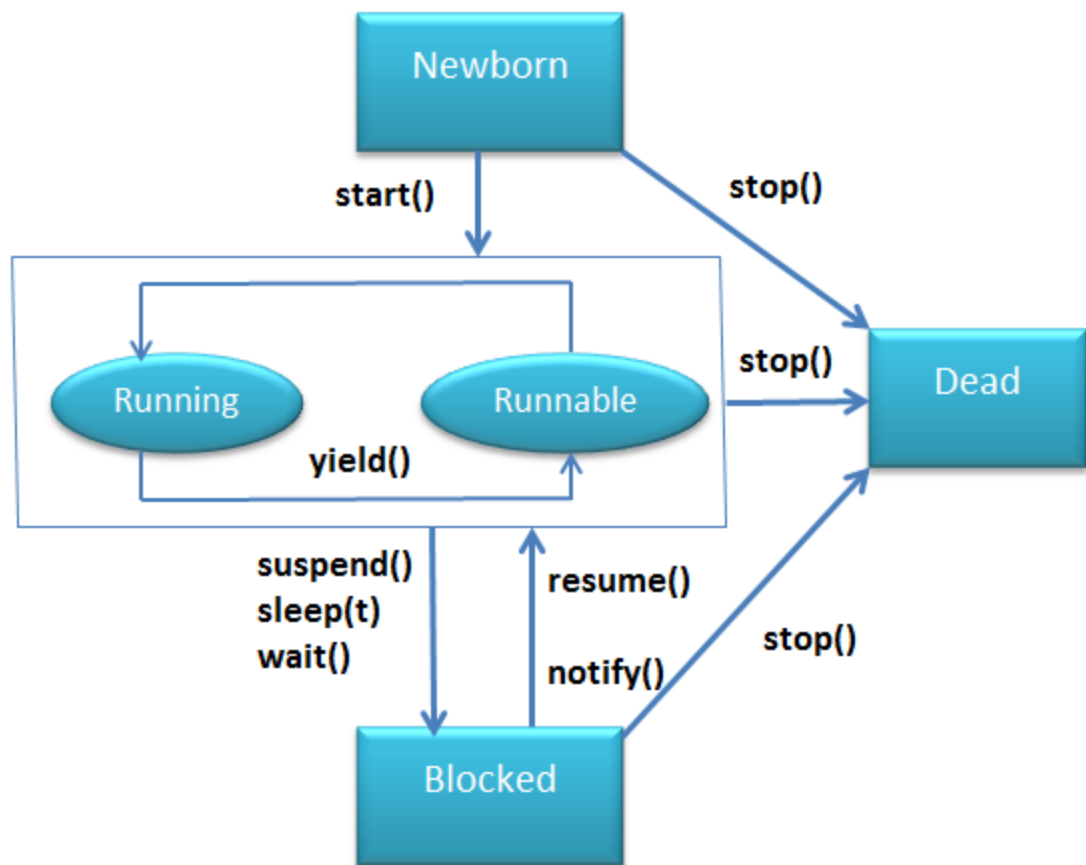 Newborn
start()
stop()
Running
Runnable
yield()
stop()
Dead
suspend()
sleep(t)
wait()
resume()
notify()
stop()
Blocked